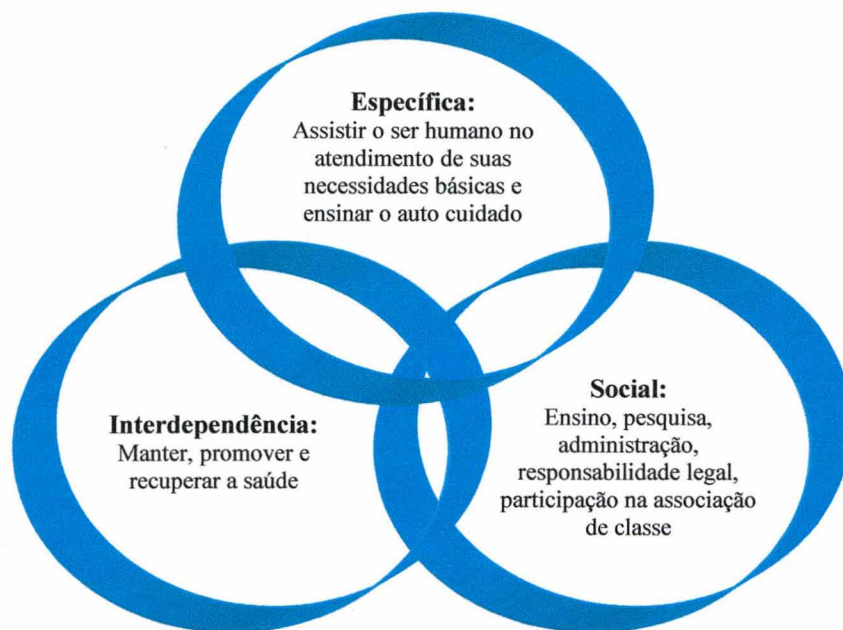 Específica:
Assistir o ser humano no
atendimento de suas
necessidades básicas e
ensinar o auto cuidado
Interdependência:
Manter, promover e
recuperar a saúde
Social:
Ensino, pesquisa,
administração,
responsabilidade legal,
participação na associação
de classe